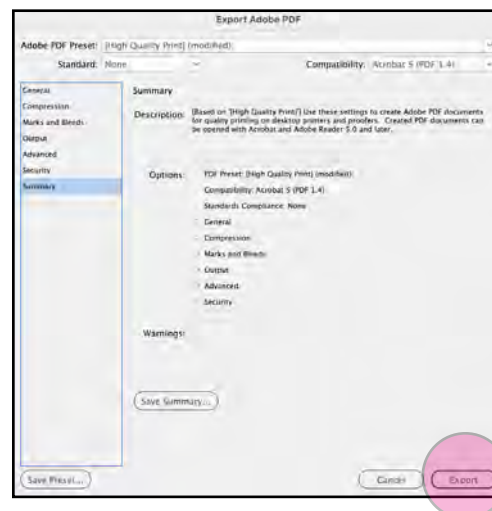 Export Adobe PDF
Adobe PDF Preset: [High Quality Print] (modified)
Standard: None Compatibility: Acrobat 5 (PDF 1.4)
General
Compression
Marks and Bleeds
Output
Advanced
Security
Summary
Summary
Description: [Based on '[High Quality Print]'] Use these settings to create Adobe PDF documents
for quality printing on desktop printers and proofers. Created PDF documents can
be opened with Acrobat and Adobe Reader 5.0 and later.
Options: PDF Preset: [High Quality Print] (modified)
Compatibility: Acrobat 5 (PDF 1.4)
Standards Compliance: None
General
Compression
Marks and Bleeds
Output
Advanced
Security
Warnings:
Save Summary...
Save Preset...
Cancel
Export